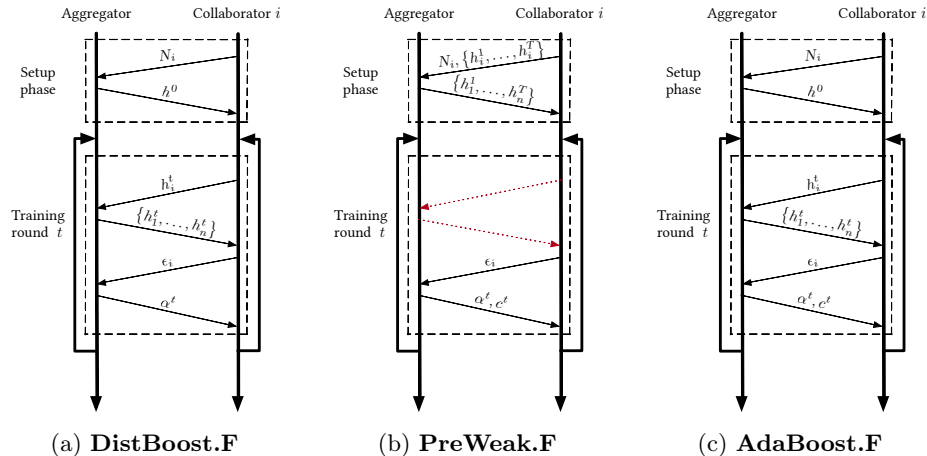 Aggregator Collaborator i
N_i
Setup phase
h^0
h_i^t
Training round t
{h_1^t, . . . , h_n^t}
ϵ_i
α^t
(a) DistBoost.F
Aggregator Collaborator i
N_i, {h_i^1, . . . , h_i^T}
Setup phase
{h_1^1, . . . , h_n^T}
Training round t
ϵ_i
α^t, c^t
(b) PreWeak.F
Aggregator Collaborator i
N_i
Setup phase
h^0
h_i^t
Training round t
{h_1^t, . . . , h_n^t}
ϵ_i
α^t, c^t
(c) AdaBoost.F